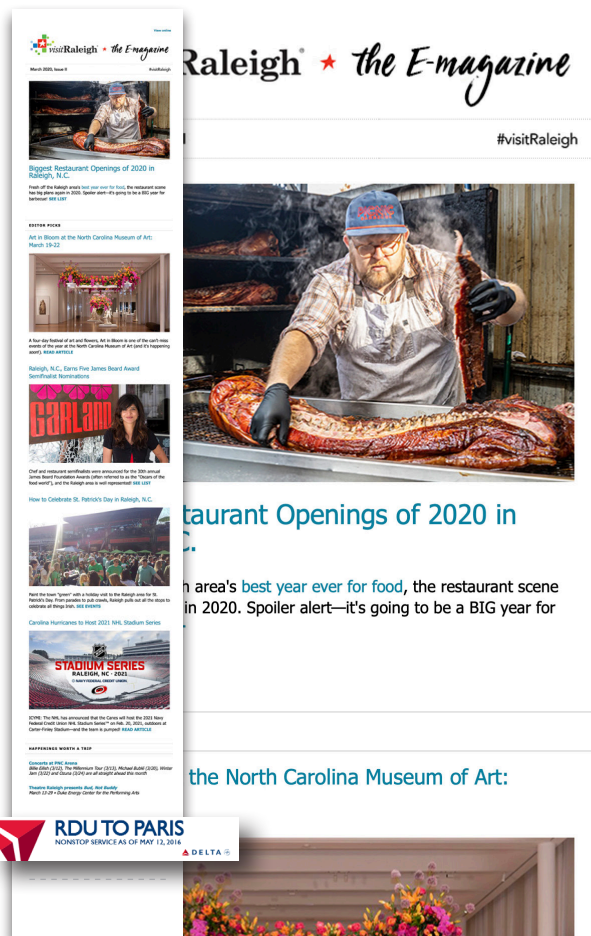 View online
visitRaleigh ★ the E-magazine
March 2020, Issue II
#visitRaleigh
Biggest Restaurant Openings of 2020 in
Raleigh, N.C.
Fresh off the Raleigh area's best year ever for food, the restaurant scene
has big plans again in 2020. Spoiler alert—it's going to be a BIG year for
barbecue! SEE LIST
EDITOR PICKS
Art in Bloom at the North Carolina Museum of Art:
March 19-22
A four-day festival of art and flowers, Art in Bloom is one of the can't-miss
events of the year at the North Carolina Museum of Art (and it's happening
soon!). READ ARTICLE
Raleigh, N.C., Earns Five James Beard Award
Semifinalist Nominations
GARLAND
Chef and restaurant semifinalists were announced for the 30th annual
James Beard Foundation Awards (often referred to as the "Oscars of the
food world"), and the Raleigh area is well represented! SEE LIST
How to Celebrate St. Patrick's Day in Raleigh, N.C.
Paint the town "green" with a holiday visit to the Raleigh area for St.
Patrick's Day. From parades to pub crawls, Raleigh pulls out all the stops to
celebrate all things Irish. SEE EVENTS
Carolina Hurricanes to Host 2021 NHL Stadium Series
STADIUM SERIES
RALEIGH, NC · 2021
NAVY FEDERAL CREDIT UNION
ICYMI: The NHL has announced that the Canes will host the 2021 Navy
Federal Credit Union NHL Stadium Series™ on Feb. 20, 2021, outdoors at
Carter-Finley Stadium—and the team is pumped! READ ARTICLE
HAPPENINGS WORTH A TRIP
Concerts at PNC Arena
Billie Eilish (3/12), The Millennium Tour (3/13), Michael Bublé (3/20), Winter
Jam (3/22) and Ozuna (3/24) are all straight ahead this month
Theatre Raleigh presents Bud, Not Buddy
March 13-29 • Duke Energy Center for the Performing Arts
RDU TO PARIS
NONSTOP SERVICE AS OF MAY 12, 2016
DELTA
Raleigh ★ the E-magazine
#visitRaleigh
taurant Openings of 2020 in
C.
h area's best year ever for food, the restaurant scene
in 2020. Spoiler alert—it's going to be a BIG year for
the North Carolina Museum of Art: